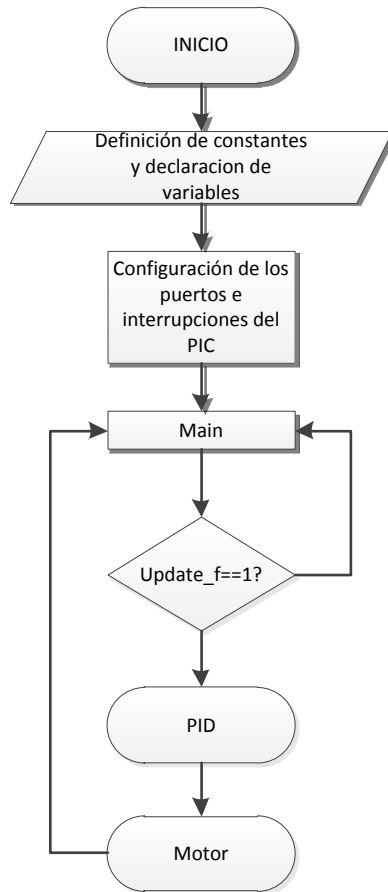 INICIO
Definición de constantes
y declaracion de
variables
Configuración de los
puertos e
interrupciones del
PIC
Main
Update_f==1?
PID
Motor